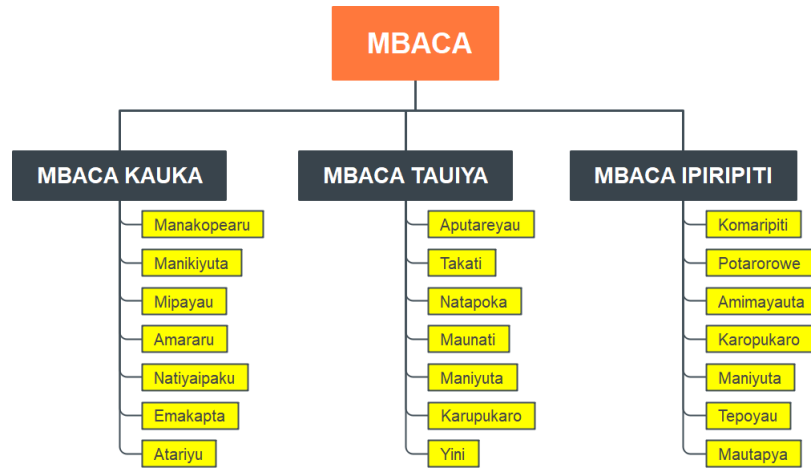 MBACA
MBACA KAUKA
Manakopearu
Manikiyuta
Mipayau
Amararu
Natiyaipaku
Emakapta
Atariyu
MBACA TAUIYA
Aputareyau
Takati
Natapoka
Maunati
Maniyuta
Karupukaro
Yini
MBACA IPIRIPITI
Komaripiti
Potarorowe
Amimayauta
Karopukaro
Maniyuta
Tepoyau
Mautapya